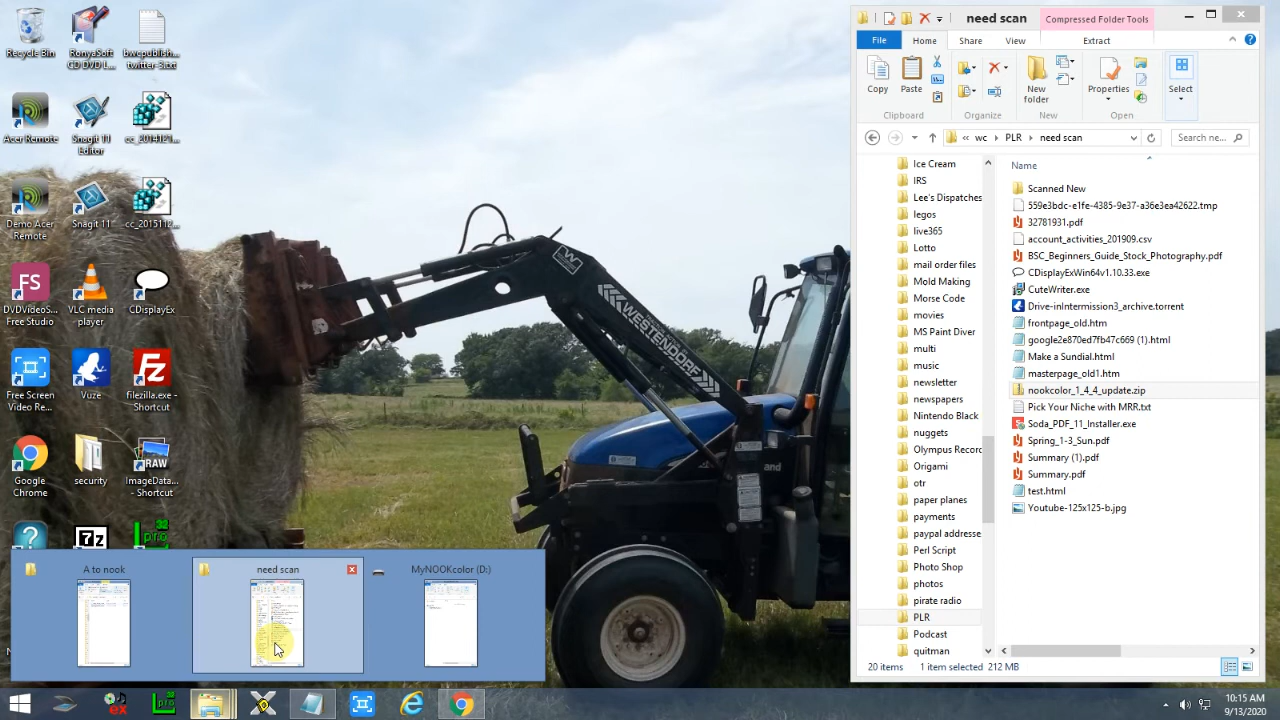 Recycle Bin
RonyaSoft
CD DVD L...
bwcpublish...
twitter-3.txt
Acer Remote
Snagit 11
Editor
cc_2014121...
Demo Acer
Remote
Snagit 11
cc_2015112...
DVDVideoS...
Free Studio
VLC media
player
CDisplayEx
Free Screen
Video Re...
Vuze
filezilla.exe -
Shortcut
Google
Chrome
security
ImageData...
- Shortcut
WESTENDORF
need scan
Compressed Folder Tools
File
Home
Share
View
Extract
Copy
Paste
New
folder
Properties
Select
Clipboard
Organize
New
Open
« wc PLR need scan
Search ne...
Ice Cream
IRS
Lee's Dispatches
legos
live365
Lotto
mail order files
Mold Making
Morse Code
movies
MS Paint Diver
multi
music
newsletter
newspapers
Nintendo Black
nuggets
Olympus Recorc
Origami
otr
paper planes
payments
paypal addresse
Perl Script
Photo Shop
photos
pirate radio
PLR
Podcast
quitman
Name
Scanned New
559e3bdc-e1fe-4385-9e37-a36e3ea42622.tmp
32781931.pdf
account_activities_201909.csv
BSC_Beginners_Guide_Stock_Photography.pdf
CDisplayExWin64v1.10.33.exe
CuteWriter.exe
Drive-inIntermission3_archive.torrent
frontpage_old.htm
google2e870ed7fb47c669 (1).html
Make a Sundial.html
masterpage_old1.htm
nookcolor_1_4_4_update.zip
Pick Your Niche with MRR.txt
Soda_PDF_11_Installer.exe
Spring_1-3_Sun.pdf
Summary (1).pdf
Summary.pdf
test.html
Youtube-125x125-b.jpg
20 items 1 item selected 212 MB
A to nook
need scan
MyNOOKcolor (D:)
10:15 AM
9/13/2020